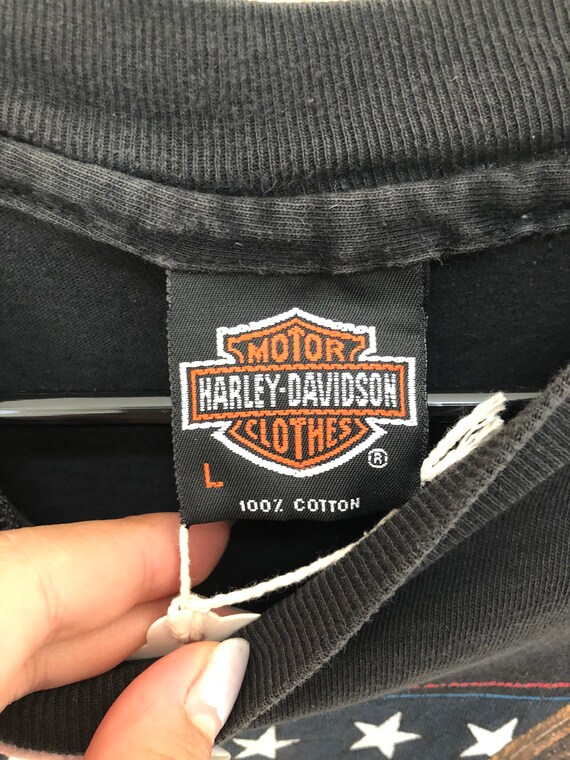 MOTOR
HARLEY-DAVIDSON
CLOTHES
®
L
100% COTTON